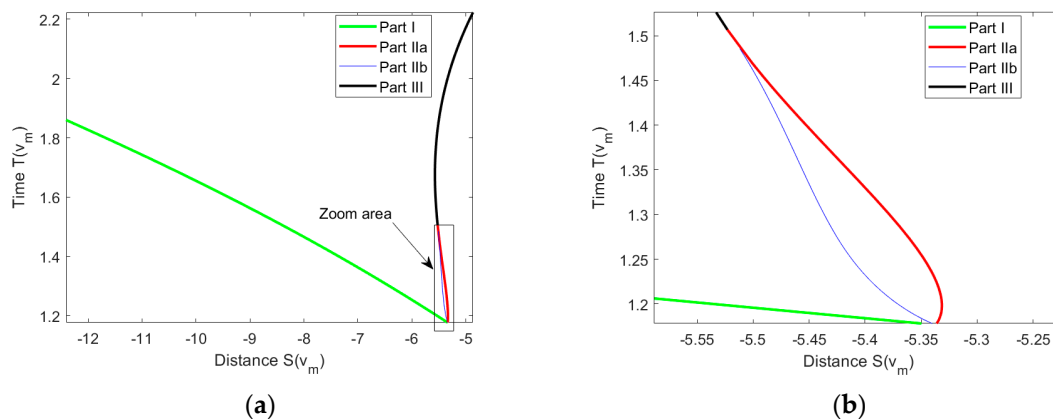 2.2
2
1.8
1.6
1.4
1.2
Time T(v_m)
-12 -11 -10 -9 -8 -7 -6 -5
Distance S(v_m)
Part I
Part IIa
Part IIb
Part III
Zoom area
(a)
1.5
1.45
1.4
1.35
1.3
1.25
1.2
Time T(v_m)
-5.55 -5.5 -5.45 -5.4 -5.35 -5.3 -5.25
Distance S(v_m)
Part I
Part IIa
Part IIb
Part III
(b)